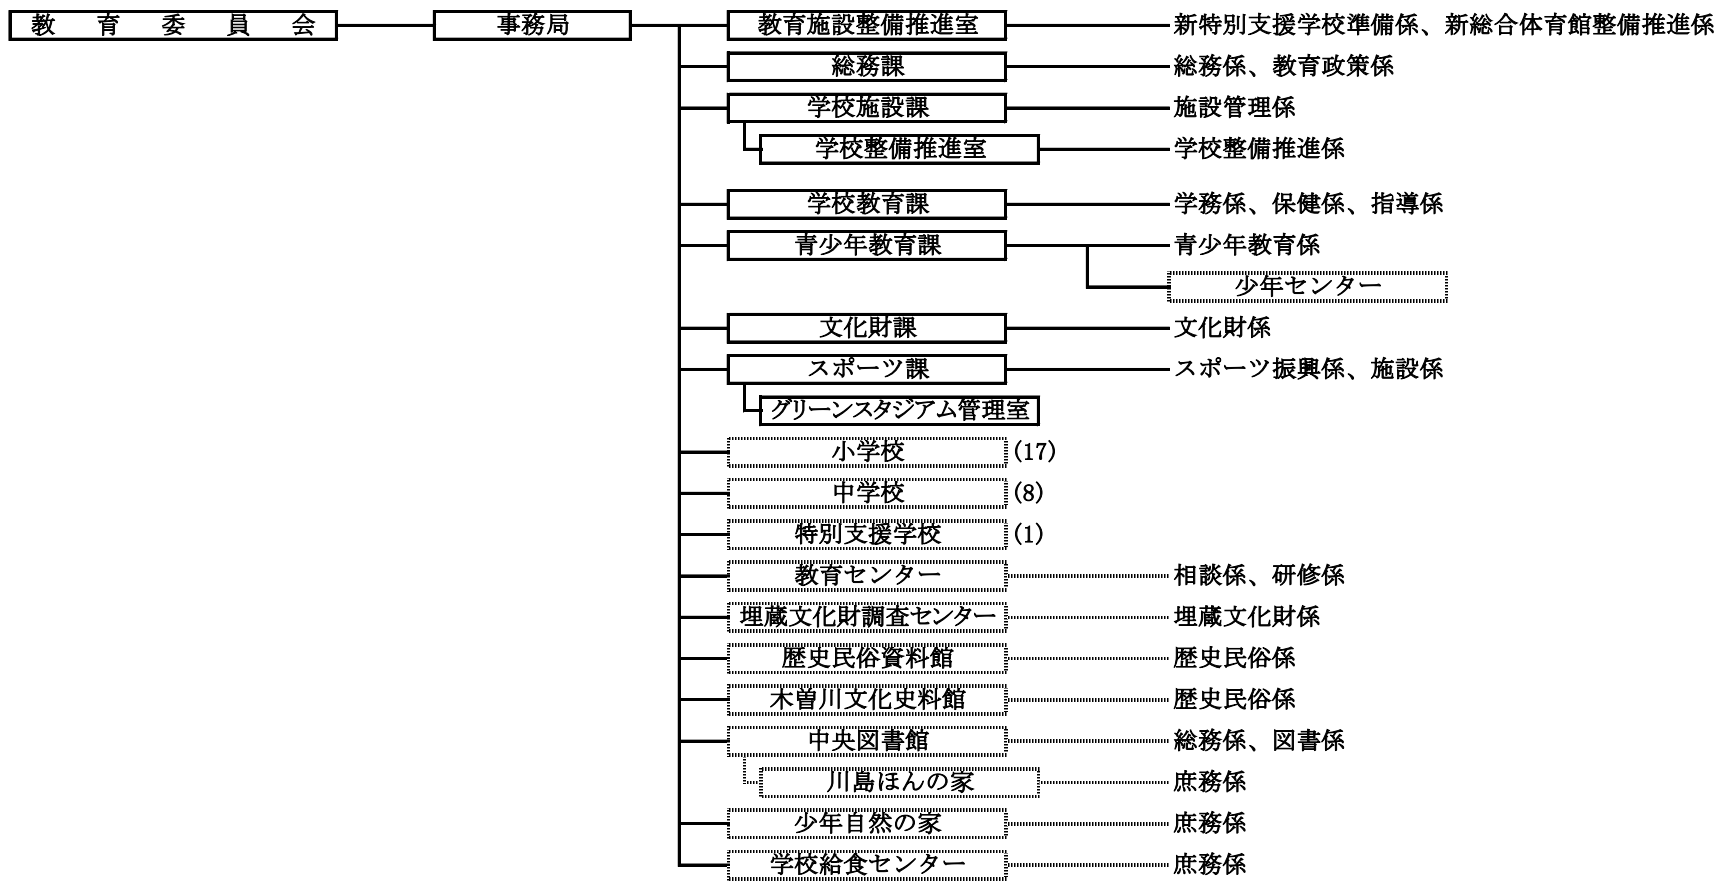 教育委員会 事務局 教育施設整備推進室 新特別支援学校準備係、新総合体育館整備推進係
総務課 総務係、教育政策係
学校施設課 施設管理係
学校整備推進室 学校整備推進係
学校教育課 学務係、保健係、指導係
青少年教育課 青少年教育係
少年センター
文化財課 文化財係
スポーツ課 スポーツ振興係、施設係
グリーンスタジアム管理室
小学校 (17)
中学校 (8)
特別支援学校 (1)
教育センター 相談係、研修係
埋蔵文化財調査センター 埋蔵文化財係
歴史民俗資料館 歴史民俗係
木曽川文化史料館 歴史民俗係
中央図書館 総務係、図書係
川島ほんの家 庶務係
少年自然の家 庶務係
学校給食センター 庶務係